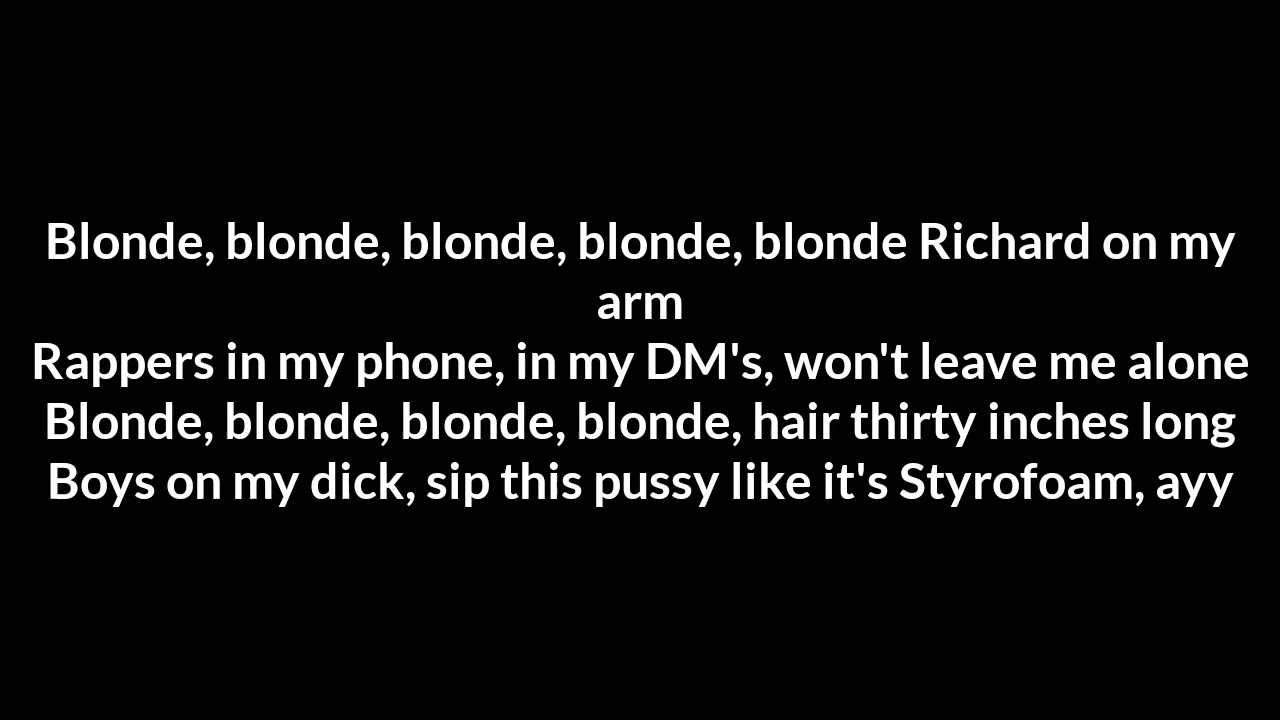 Blonde, blonde, blonde, blonde, blonde Richard on my
arm
Rappers in my phone, in my DM's, won't leave me alone
Blonde, blonde, blonde, blonde, hair thirty inches long
Boys on my dick, sip this pussy like it's Styrofoam, ayy